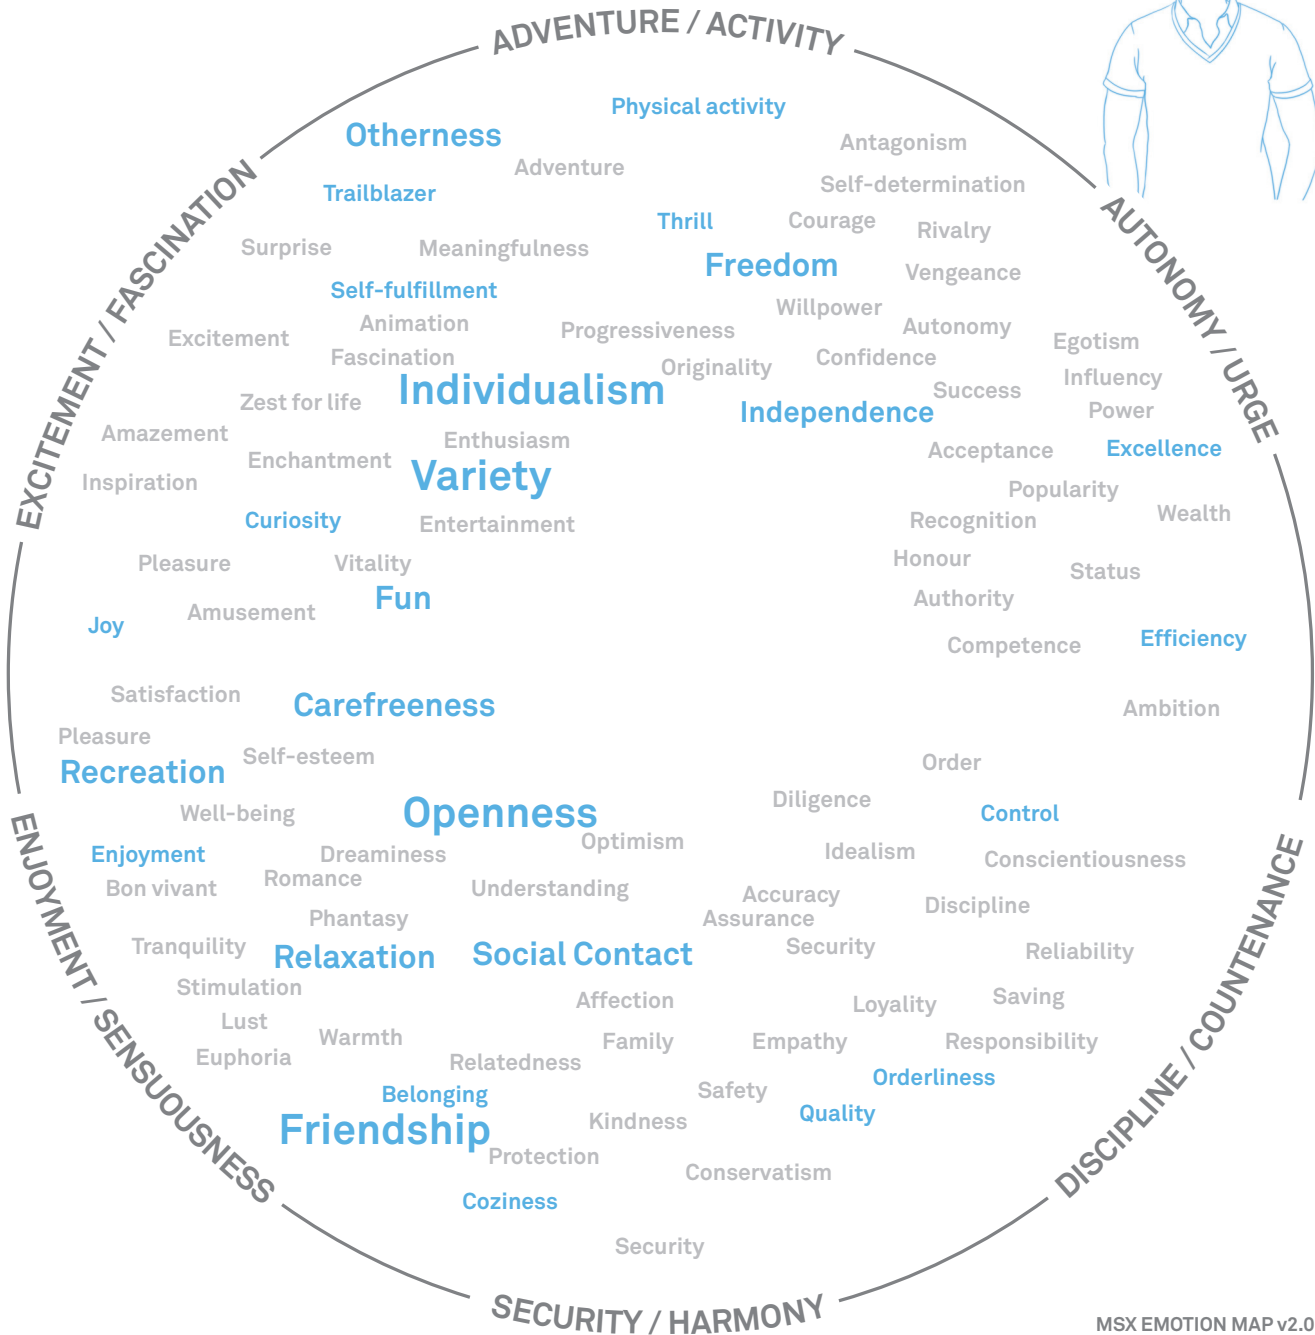 ADVENTURE / ACTIVITY
Physical activity
Otherness
Antagonism
Adventure
Self-determination
Trailblazer
Thrill
Courage
Rivalry
Surprise
Meaningfulness
Freedom
Vengeance
Self-fulfillment
Willpower
Animation
Progressiveness
Autonomy
Excitement
Egotism
Fascination
Originality
Confidence
Influency
Individualism
Success
Zest for life
Independence
Power
Amazement
Enthusiasm
Acceptance
Excellence
Enchantment
Variety
Inspiration
Popularity
Curiosity
Entertainment
Recognition
Wealth
Pleasure
Vitality
Honour
Status
Fun
Authority
Amusement
Joy
Competence
Efficiency
Satisfaction
Carefreeness
Ambition
Pleasure
Self-esteem
Order
Recreation
Diligence
Well-being
Openness
Control
Optimism
Enjoyment
Dreaminess
Idealism
Conscientiousness
Bon vivant
Romance
Understanding
Accuracy
Phantasy
Assurance
Discipline
Tranquility
Relaxation
Social Contact
Security
Reliability
Stimulation
Affection
Loyality
Saving
Lust
Warmth
Family
Empathy
Responsibility
Euphoria
Relatedness
Orderliness
Belonging
Safety
Quality
Friendship
Kindness
Protection
Conservatism
Coziness
Security
EXCITEMENT / FASCINATION
AUTONOMY / URGE
ENJOYMENT / SENSUOUSNESS
DISCIPLINE / COUNTENANCE
SECURITY / HARMONY
MSX EMOTION MAP v2.0